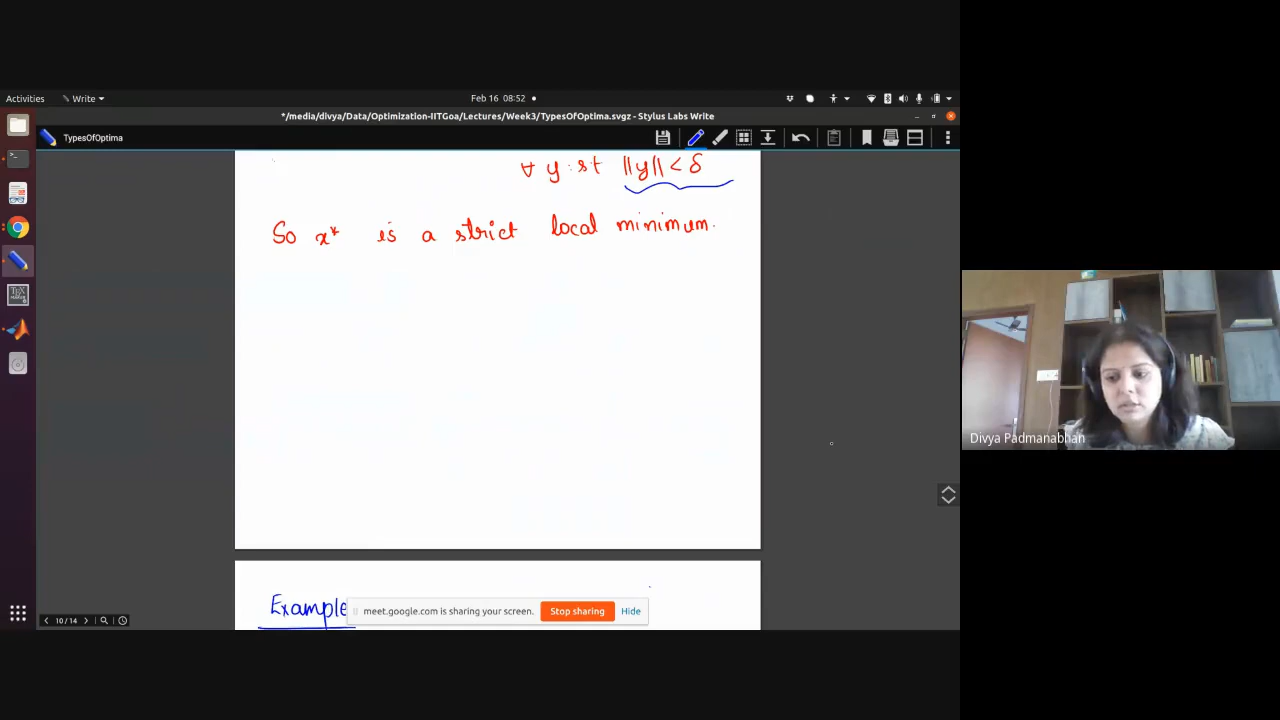 Activities
Write
Feb 16 08:52
*/media/divya/Data/Optimization-IITGoa/Lectures/Week3/TypesOfOptima.svgz - Stylus Labs Write
TypesOfOptima
∀ y : s.t ||y|| < δ
So x* is a strict local minimum.
Example
meet.google.com is sharing your screen.
Stop sharing
Hide
10 / 14
Divya Padmanabhan